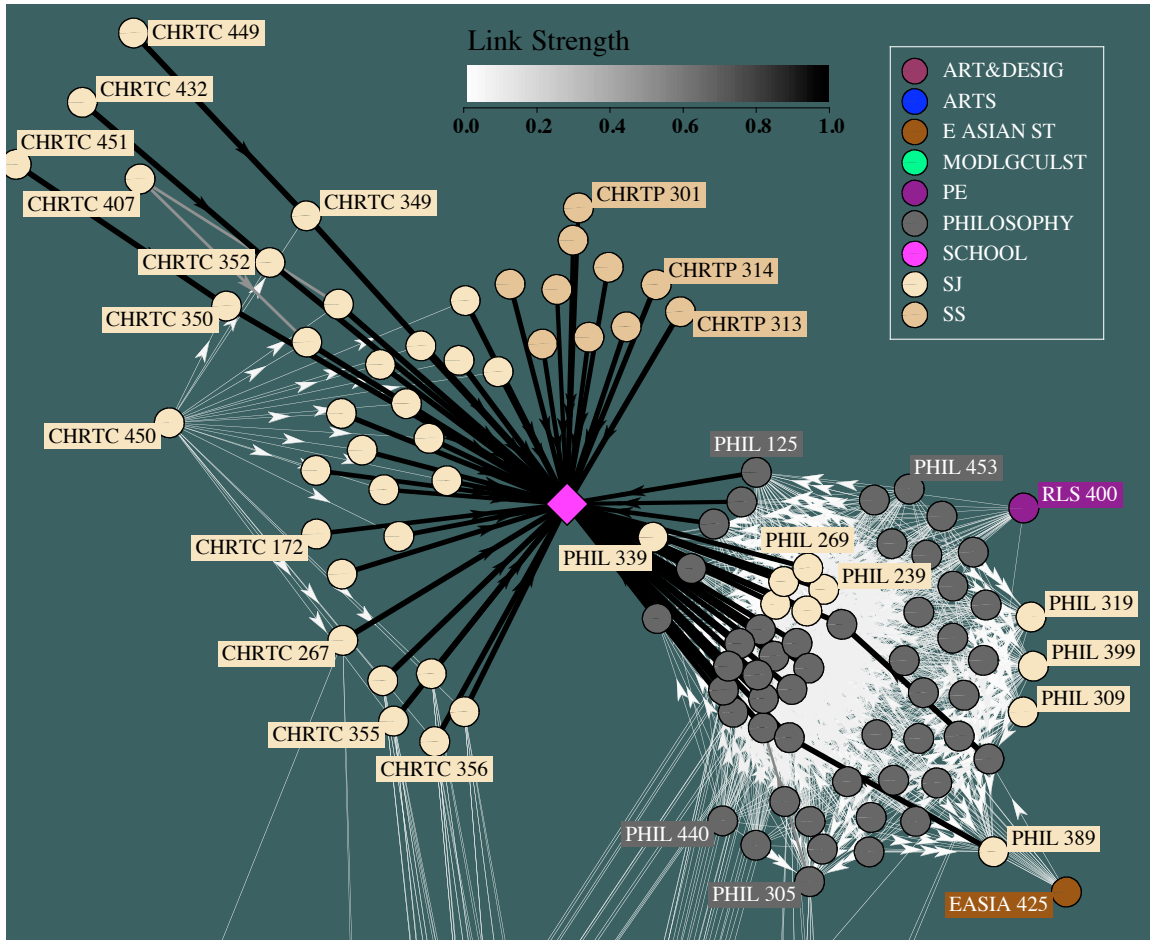 CHRTC 449
Link Strength
0.0 0.2 0.4 0.6 0.8 1.0
ART&DESIG
ARTS
E ASIAN ST
MODLGCULST
PE
PHILOSOPHY
SCHOOL
SJ
SS
CHRTC 432
CHRTC 451
CHRTC 407
CHRTC 349
CHRTP 301
CHRTC 352
CHRTP 314
CHRTC 350
CHRTP 313
CHRTC 450
PHIL 125
PHIL 453
RLS 400
CHRTC 172
PHIL 339
PHIL 269
PHIL 239
PHIL 319
CHRTC 267
PHIL 399
PHIL 309
CHRTC 355
CHRTC 356
PHIL 440
PHIL 389
PHIL 305
EASIA 425